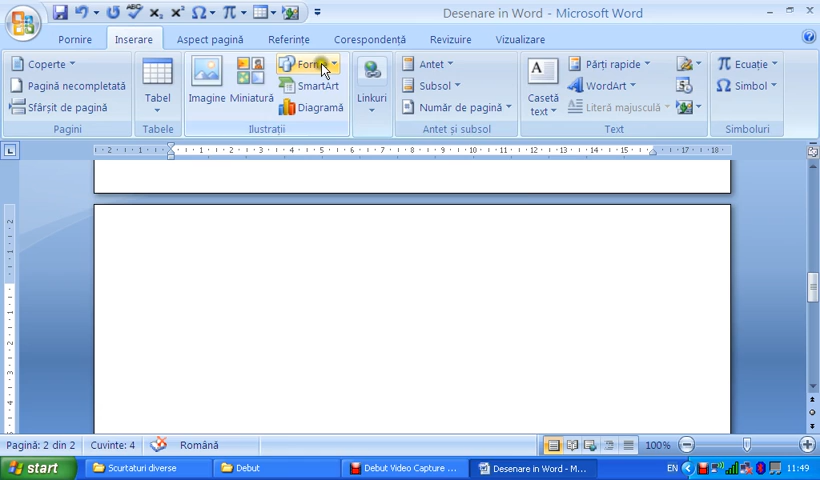 Desenare in Word - Microsoft Word
Pornire Inserare Aspect pagină Referințe Corespondență Revizuire Vizualizare
Coperte
Pagină necompletată
Sfârșit de pagină
Pagini
Tabel
Tabele
Imagine
Miniatură
SmartArt
Diagramă
Ilustrații
Linkuri
Antet
Subsol
Număr de pagină
Antet și subsol
Casetă text
Părți rapide
WordArt
Literă majusculă
Text
Ecuație
Simbol
Simboluri
Pagină: 2 din 2 Cuvinte: 4 Română 100%
start Scurtaturi diverse Debut Debut Video Capture ... Desenare in Word - M... EN 11:49